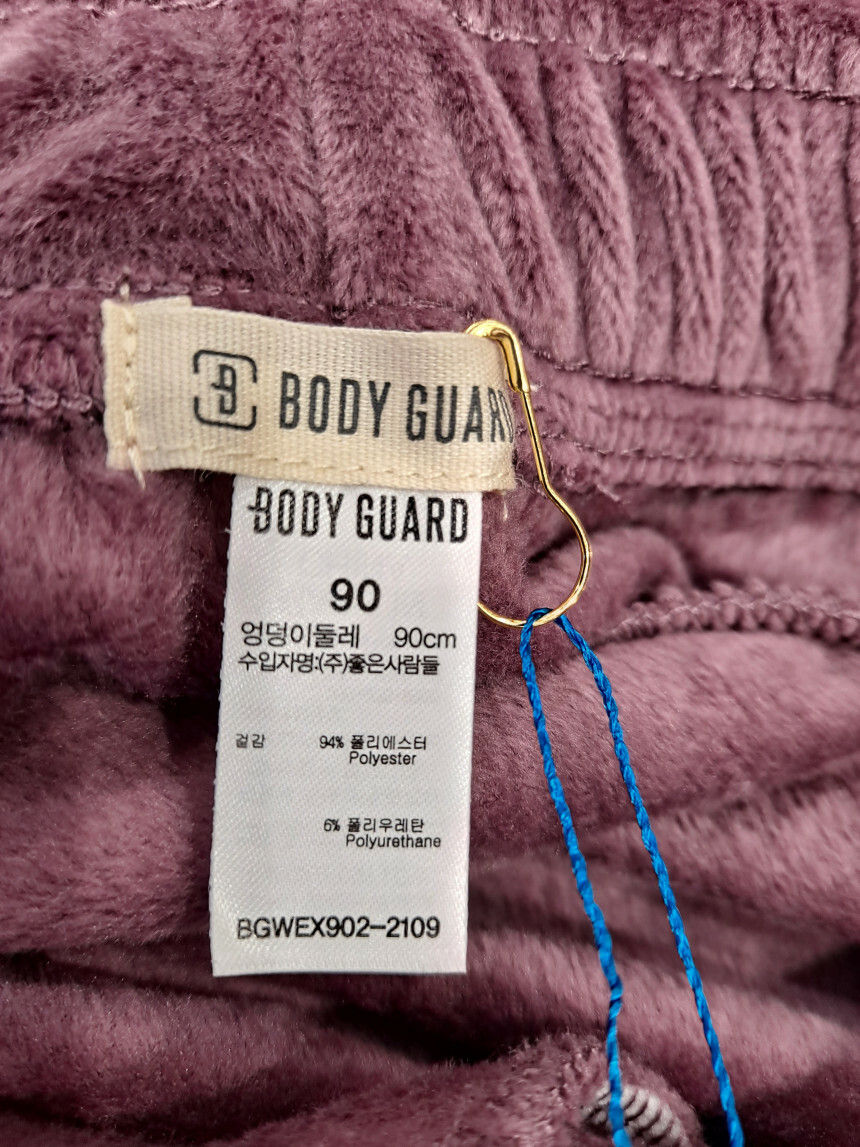 BODY GUARD
BODY GUARD
90
엉덩이둘레 90cm
수입자명:(주)좋은사람들
겉감 94% 폴리에스터
Polyester
6% 폴리우레탄
Polyurethane
BGWEX902-2109